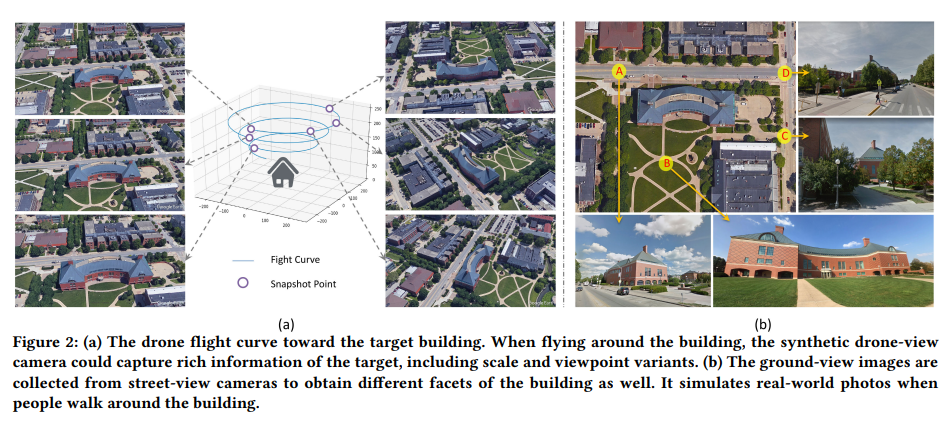 250
200
150
100
50
0
200
100
0
−100
−200
−200
−100
0
100
200
Fight Curve
Snapshot Point
(a)
A
D
C
B
(b)
Figure 2: (a) The drone flight curve toward the target building. When flying around the building, the synthetic drone-view
camera could capture rich information of the target, including scale and viewpoint variants. (b) The ground-view images are
collected from street-view cameras to obtain different facets of the building as well. It simulates real-world photos when
people walk around the building.